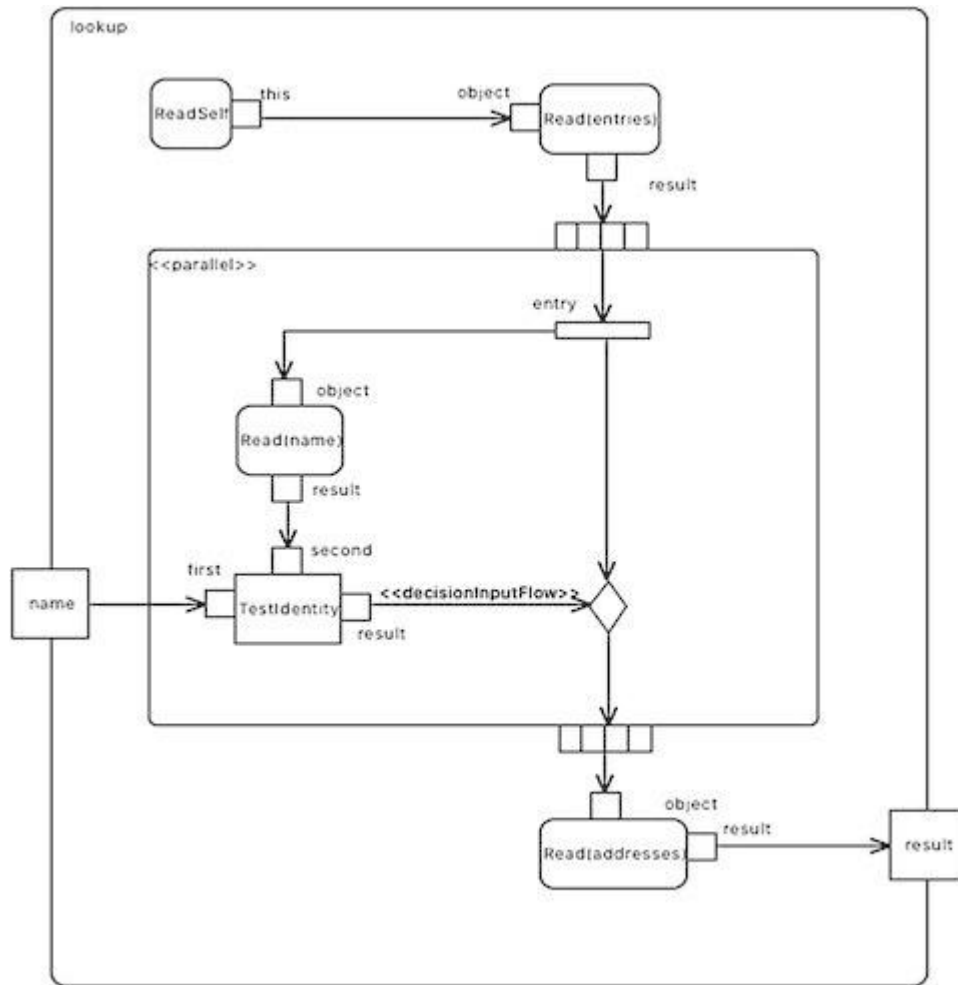 lookup
ReadSelf
this
object
Read(entries)
result
<<parallel>>
entry
object
Read(name)
result
second
first
name
TestIdentity
<<decisionInputFlow>>
result
object
result
Read(addresses)
result